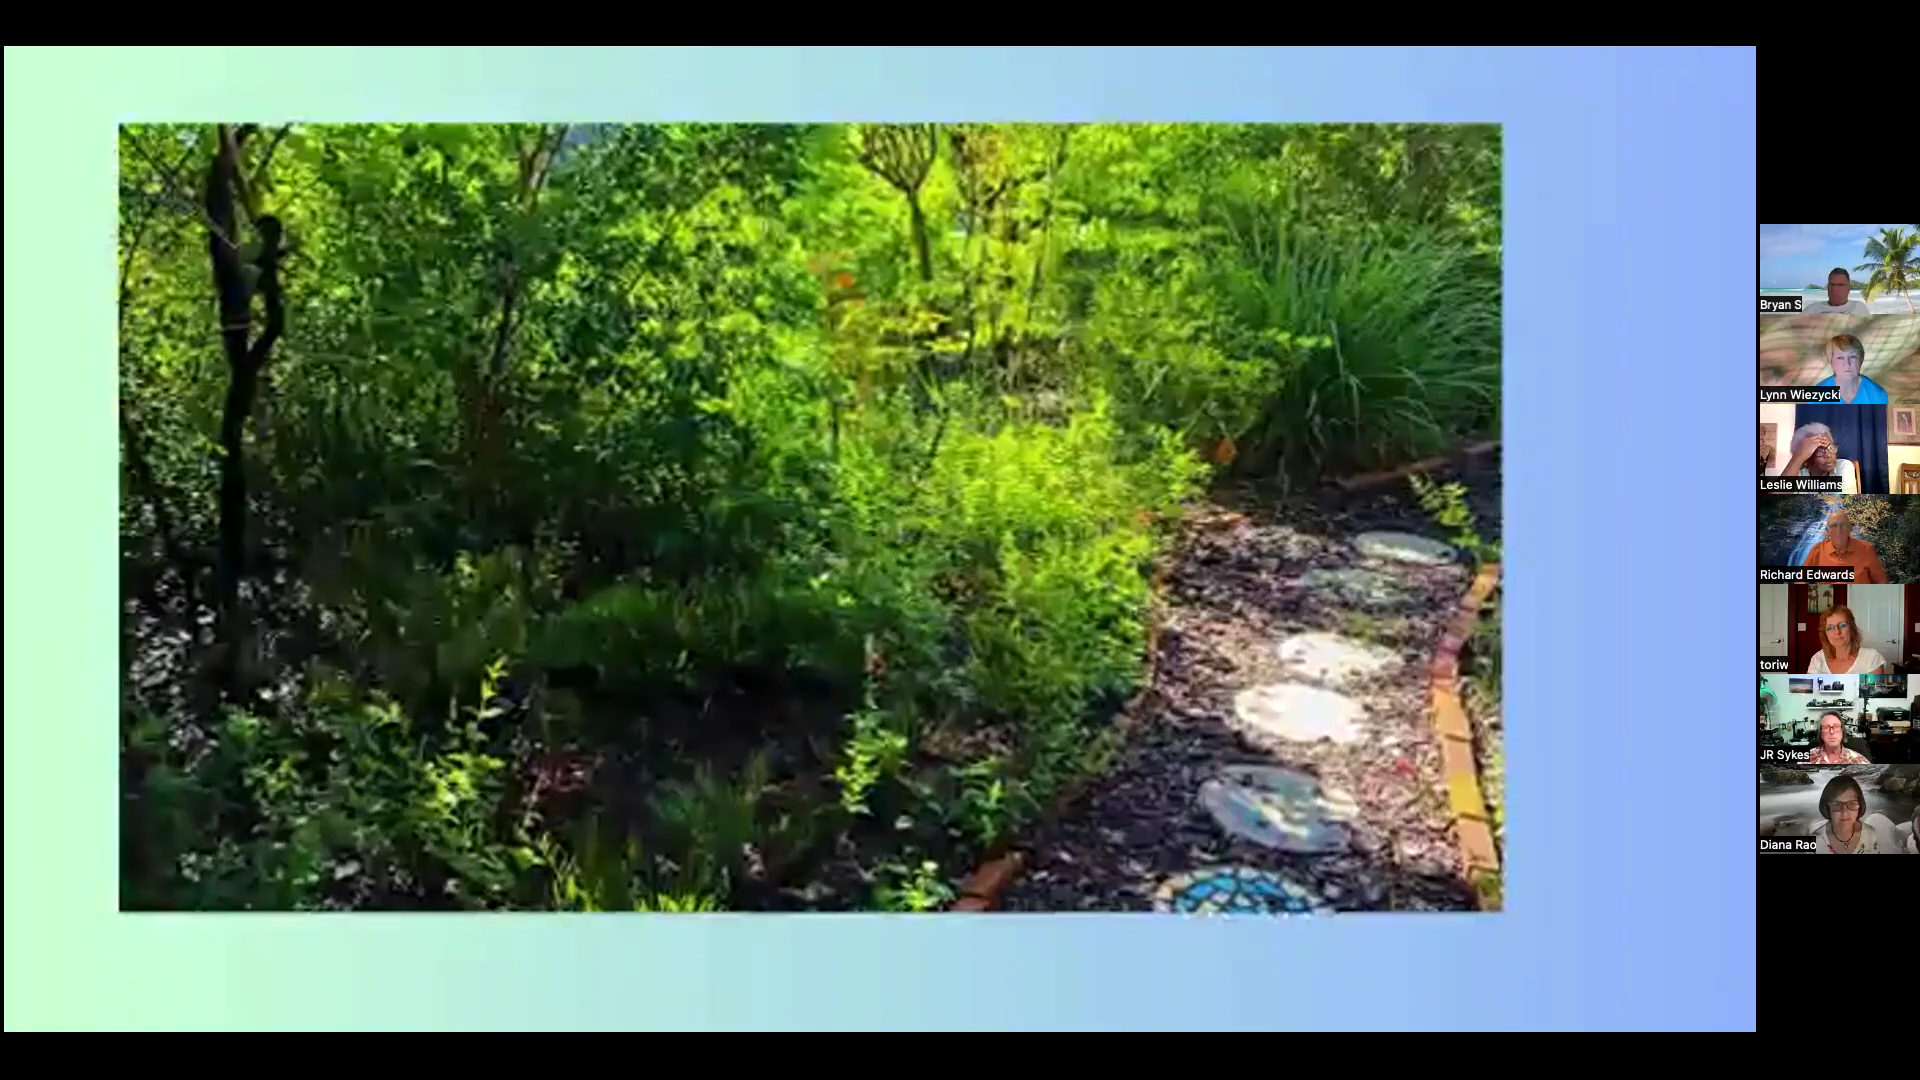 Bryan S
Lynn Wiezycki
Leslie Williams
Richard Edwards
toriw
JR Sykes
Diana Rao